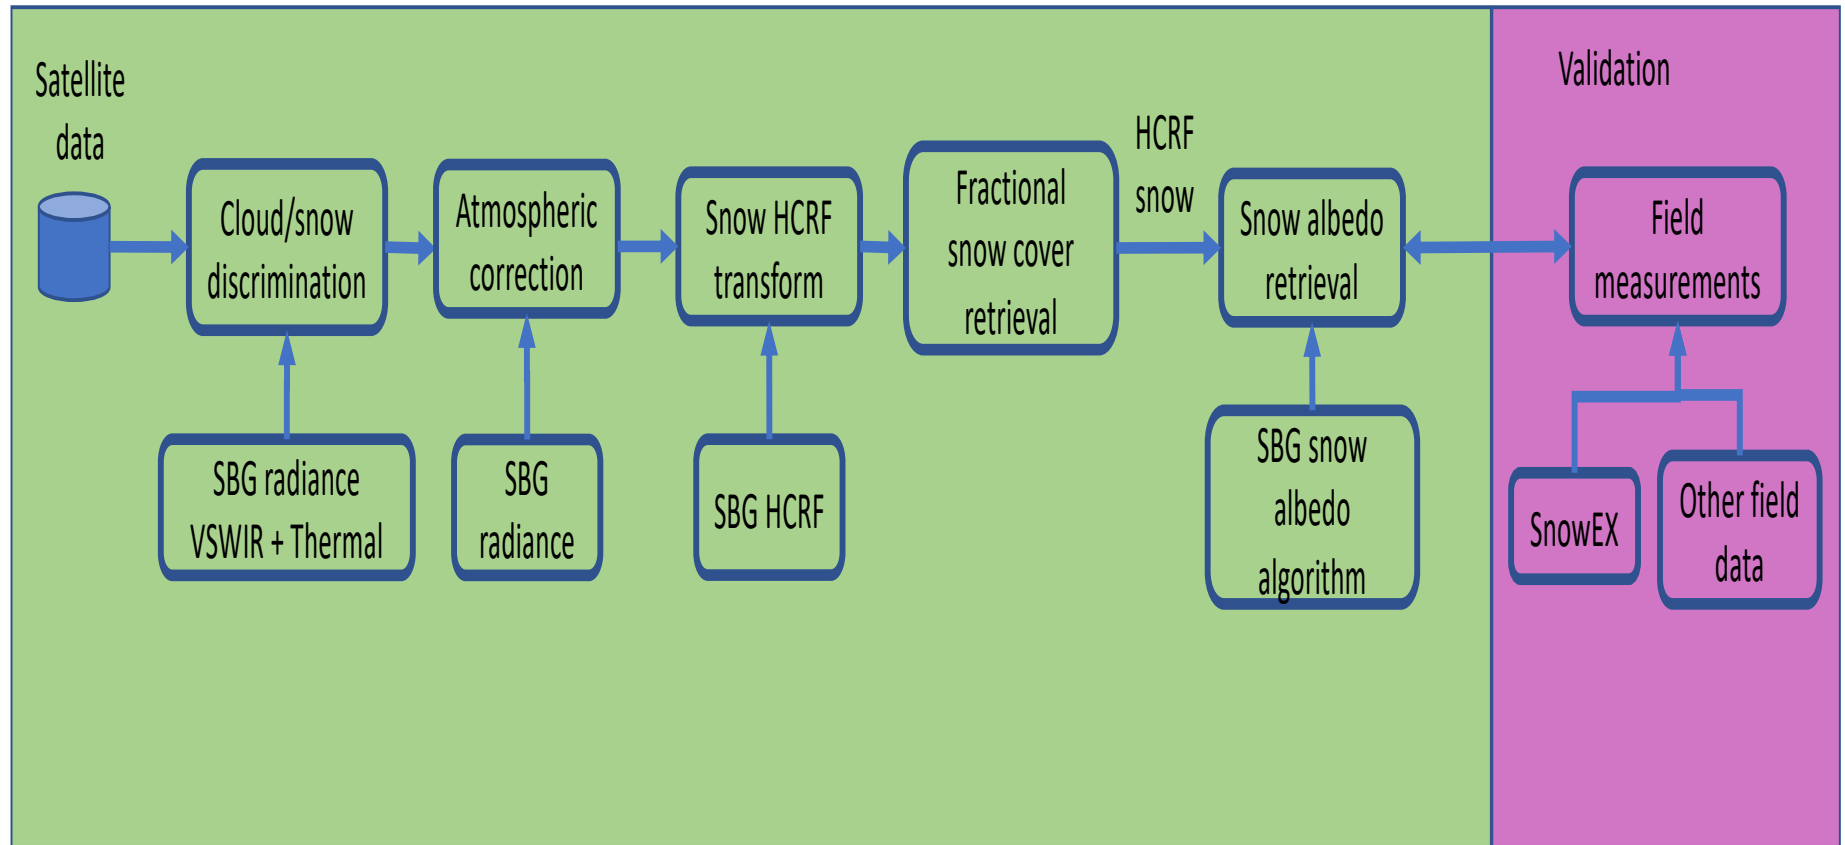 Satellite
data
Cloud/snow
discrimination
Atmospheric
correction
Snow HCRF
transform
Fractional
snow cover
retrieval
HCRF
snow
Snow albedo
retrieval
Validation
Field
measurements
SBG radiance
VSWIR + Thermal
SBG
radiance
SBG HCRF
SBG snow
albedo
algorithm
SnowEX
Other field
data